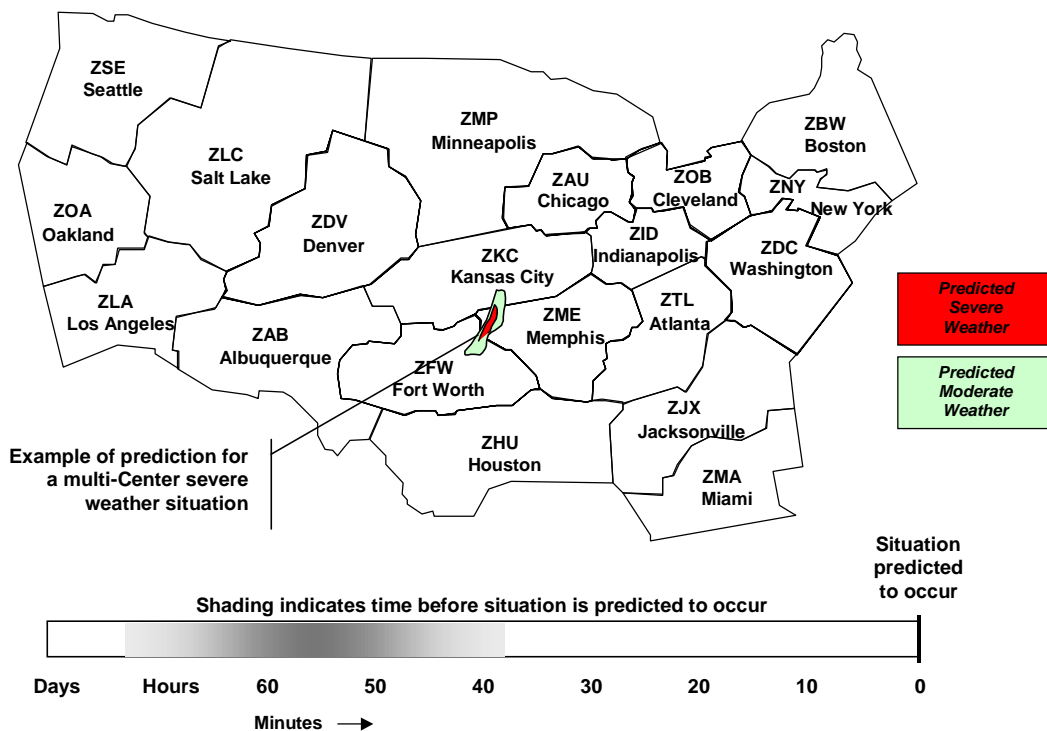 ZSE
Seattle
ZLC
Salt Lake
ZMP
Minneapolis
ZBW
Boston
ZOA
Oakland
ZDV
Denver
ZAU
Chicago
ZOB
Cleveland
ZNY
New York
ZID
Indianapolis
ZDC
Washington
ZKC
Kansas City
ZLA
Los Angeles
ZAB
Albuquerque
ZME
Memphis
ZTL
Atlanta
ZFW
Fort Worth
ZJX
Jacksonville
ZHU
Houston
ZMA
Miami
Predicted
Severe
Weather
Predicted
Moderate
Weather
Example of prediction for
a multi-Center severe
weather situation
Situation
predicted
to occur
Shading indicates time before situation is predicted to occur
Days Hours 60 50 40 30 20 10 0
Minutes